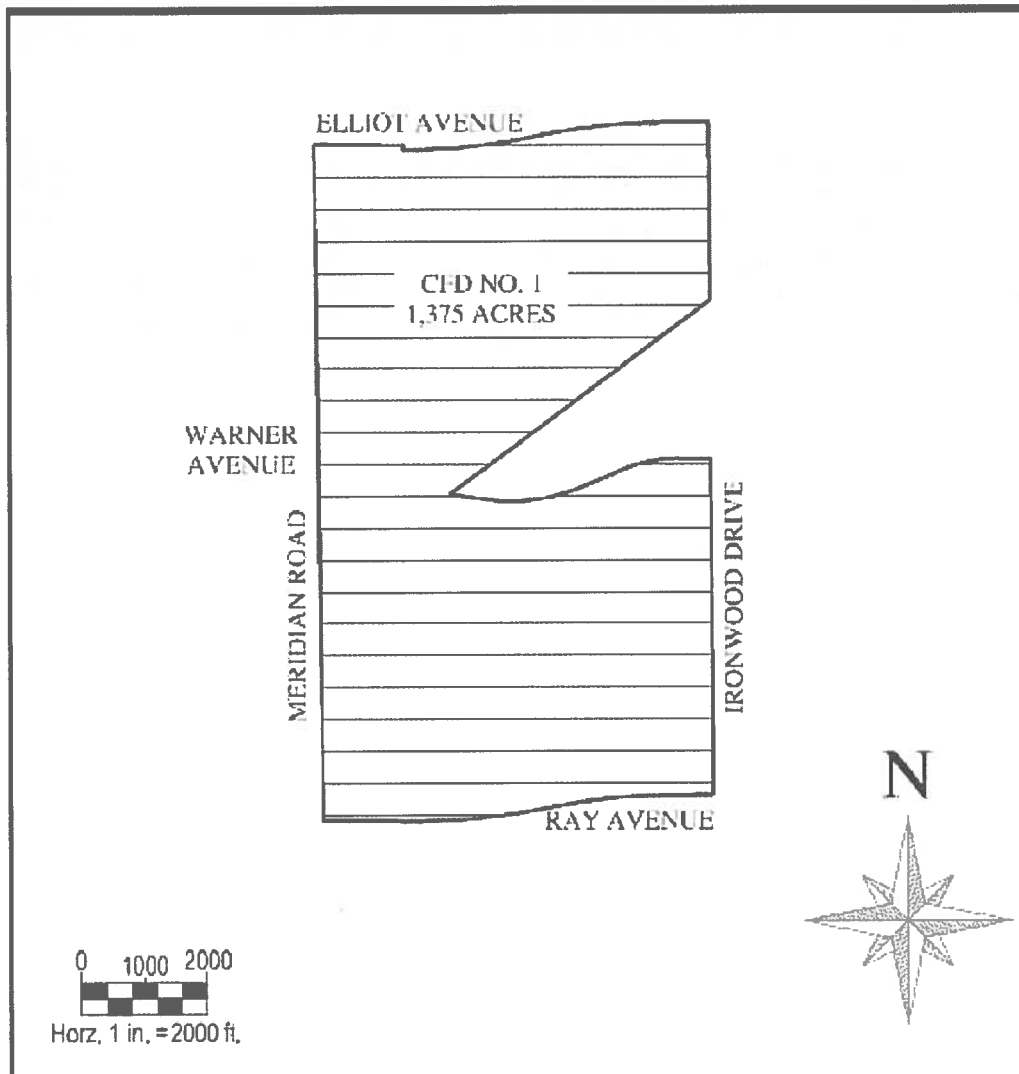 ELLIOT AVENUE
CFD NO. 1
1,375 ACRES
WARNER
AVENUE
MERIDIAN ROAD
IRONWOOD DRIVE
RAY AVENUE
N
0 1000 2000
Horz. 1 in. = 2000 ft.